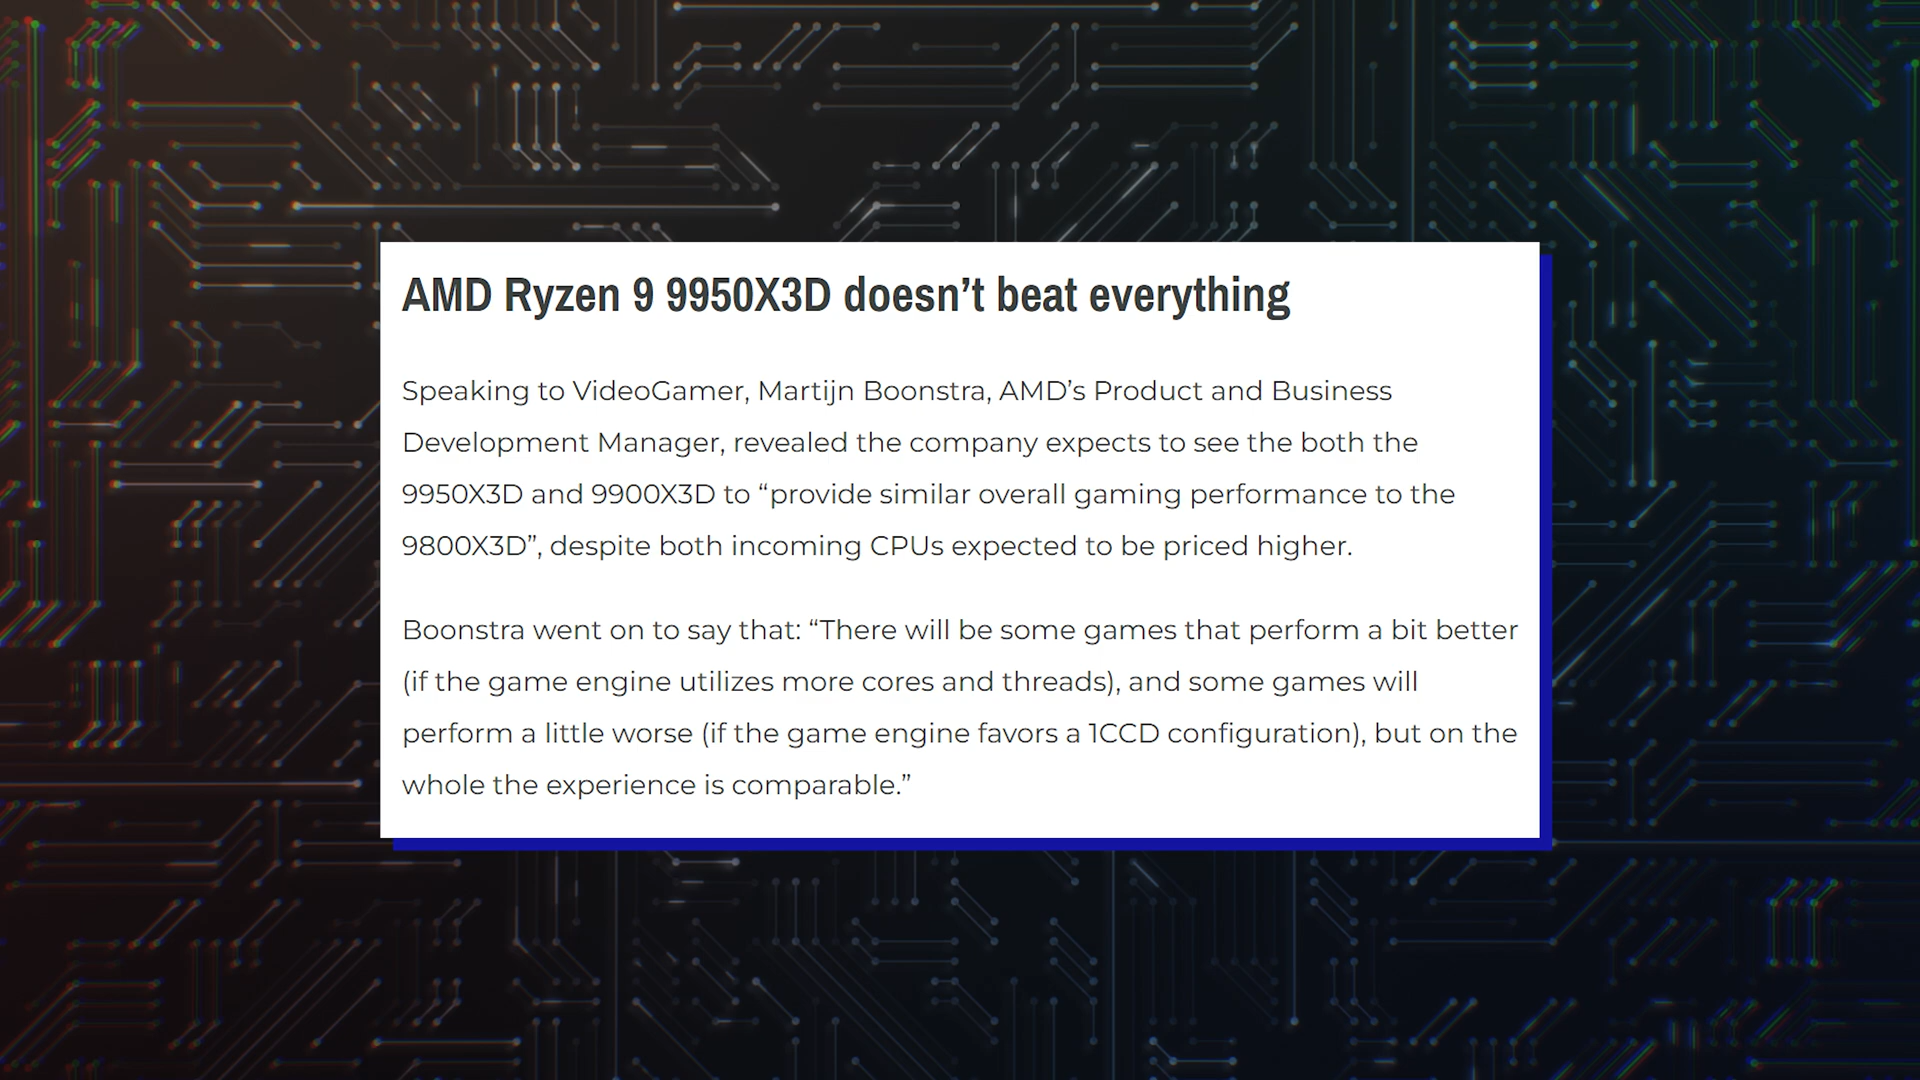 AMD Ryzen 9 9950X3D doesn’t beat everything
Speaking to VideoGamer, Martijn Boonstra, AMD’s Product and Business
Development Manager, revealed the company expects to see the both the
9950X3D and 9900X3D to “provide similar overall gaming performance to the
9800X3D”, despite both incoming CPUs expected to be priced higher.
Boonstra went on to say that: “There will be some games that perform a bit better
(if the game engine utilizes more cores and threads), and some games will
perform a little worse (if the game engine favors a 1CCD configuration), but on the
whole the experience is comparable.”